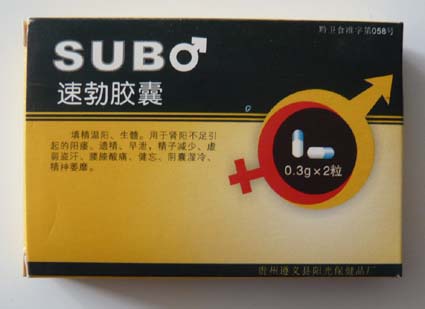 黔卫食准字第058号
SUBO
速勃胶囊
填精温阳、生髓。用于肾阳不足引
起的阳痿、遗精、早泄,精子减少、虚
弱盗汗、腰膝酸痛、健忘、阴囊湿冷、
精神萎靡。
0.3g×2粒
贵州遵义县阳光保健品厂